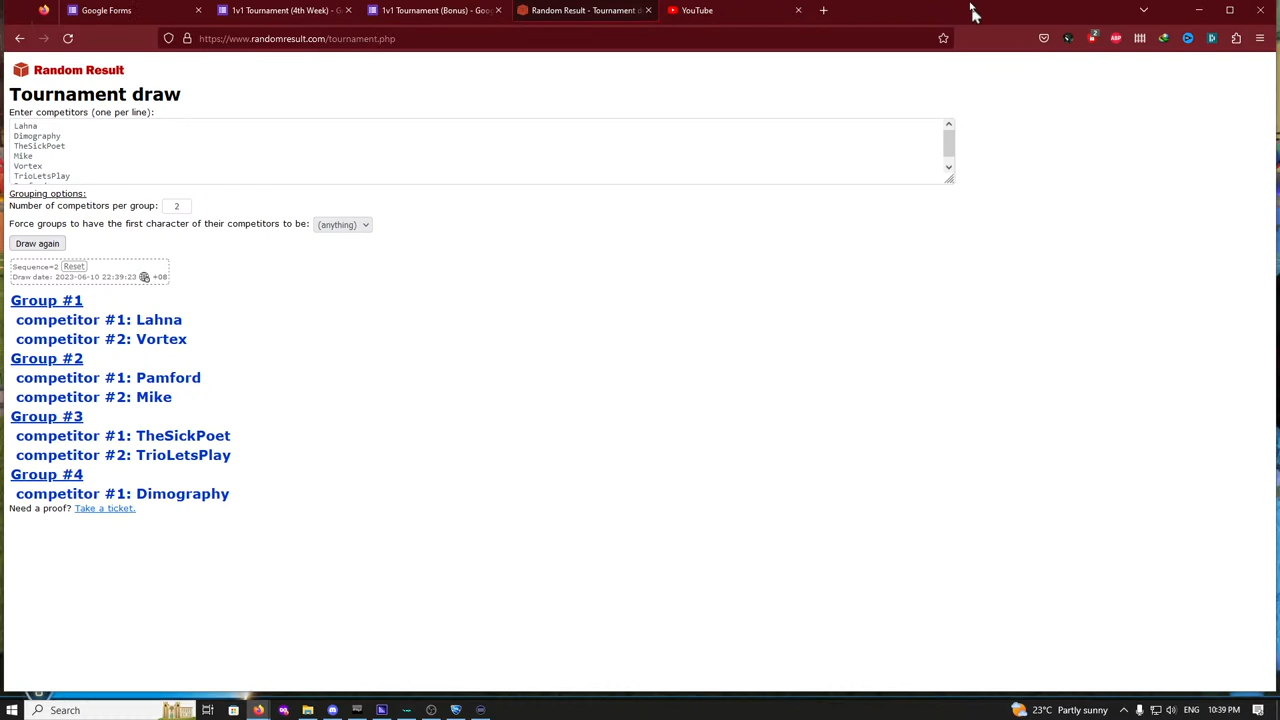 Google Forms
1v1 Tournament (4th Week) - G
1v1 Tournament (Bonus) - Goog
Random Result - Tournament d
YouTube
https://www.randomresult.com/tournament.php
2
ABP
Random Result
Tournament draw
Enter competitors (one per line):
Lahna
Dimography
TheSickPoet
Mike
Vortex
TrioLetsPlay
Grouping options:
Number of competitors per group: 2
Force groups to have the first character of their competitors to be: (anything)
Draw again
Sequence=2 Reset
Draw date: 2023-06-10 22:39:23 +08
Group #1
competitor #1: Lahna
competitor #2: Vortex
Group #2
competitor #1: Pamford
competitor #2: Mike
Group #3
competitor #1: TheSickPoet
competitor #2: TrioLetsPlay
Group #4
competitor #1: Dimography
Need a proof? Take a ticket.
Search
23°C Partly sunny
ENG
10:39 PM